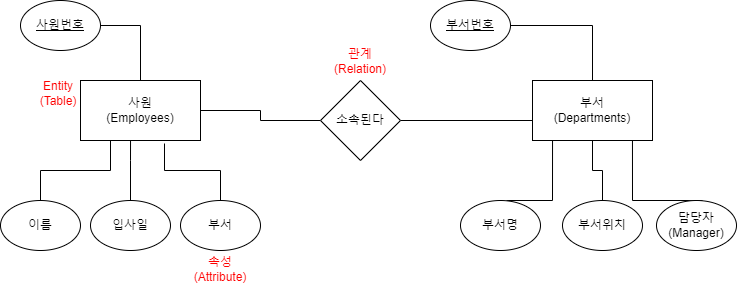 사원번호
부서번호
관계
(Relation)
Entity
(Table)
사원
(Employees)
소속된다
부서
(Departments)
이름
입사일
부서
부서명
부서위치
담당자
(Manager)
속성
(Attribute)